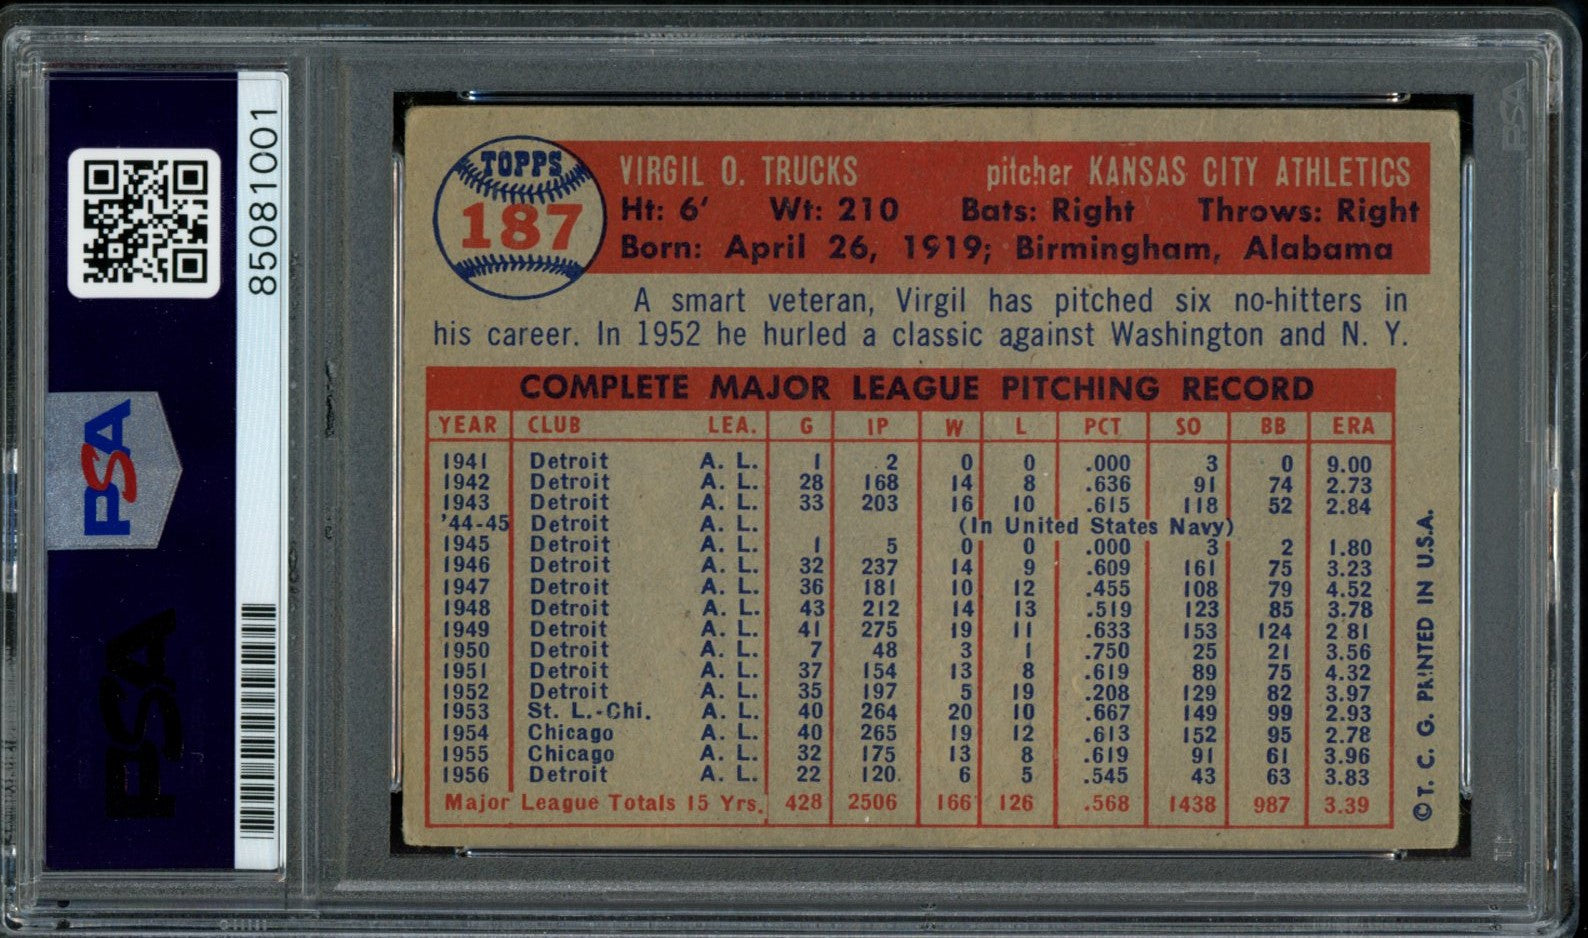 85081001
PSA
PSA
PSA
TOPPS
187
VIRGIL O. TRUCKS pitcher KANSAS CITY ATHLETICS
Ht: 6' Wt: 210 Bats: Right Throws: Right
Born: April 26, 1919; Birmingham, Alabama
A smart veteran, Virgil has pitched six no-hitters in
his career. In 1952 he hurled a classic against Washington and N. Y.
COMPLETE MAJOR LEAGUE PITCHING RECORD
YEAR CLUB LEA. G IP W L PCT SO BB ERA
1941 Detroit A. L. 1 2 0 0 .000 3 0 9.00
1942 Detroit A. L. 28 168 14 8 .636 91 74 2.73
1943 Detroit A. L. 33 203 16 10 .615 118 52 2.84
'44-45 Detroit A. L. (In United States Navy)
1945 Detroit A. L. 1 5 0 0 .000 3 2 1.80
1946 Detroit A. L. 32 237 14 9 .609 161 75 3.23
1947 Detroit A. L. 36 181 10 12 .455 108 79 4.52
1948 Detroit A. L. 43 212 14 13 .519 123 85 3.78
1949 Detroit A. L. 41 275 19 11 .633 153 124 2.81
1950 Detroit A. L. 7 48 3 1 .750 25 21 3.56
1951 Detroit A. L. 37 154 13 8 .619 89 75 4.32
1952 Detroit A. L. 35 197 5 19 .208 129 82 3.97
1953 St. L.-Chi. A. L. 40 264 20 10 .667 149 99 2.93
1954 Chicago A. L. 40 265 19 12 .613 152 95 2.78
1955 Chicago A. L. 32 175 13 8 .619 91 61 3.96
1956 Detroit A. L. 22 120 6 5 .545 43 63 3.83
Major League Totals 15 Yrs. 428 2506 166 126 .568 1438 987 3.39
© T. C. G. PRINTED IN U.S.A.